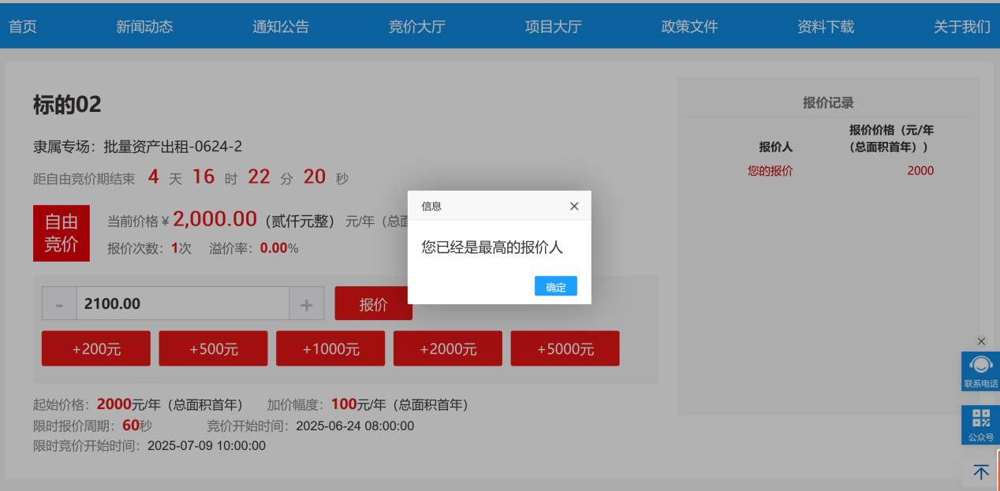 首页 新闻动态 通知公告 竞价大厅 项目大厅 政策文件 资料下载 关于我们
标的02
隶属专场：批量资产出租-0624-2
距自由竞价期结束 4 天 16 时 22 分 20 秒
自由
竞价
当前价格 ¥ 2,000.00（贰仟元整） 元/年（总面
报价次数：1次 溢价率：0.00%
- 2100.00 + 报价
+200元 +500元 +1000元 +2000元 +5000元
起始价格：2000元/年（总面积首年） 加价幅度：100元/年（总面积首年）
限时报价周期：60秒 竞价开始时间：2025-06-24 08:00:00
限时竞价开始时间：2025-07-09 10:00:00
信息
您已经是最高的报价人
确定
报价记录
报价人 报价价格（元/年
（总面积首年））
您的报价 2000
联系电话
公众号